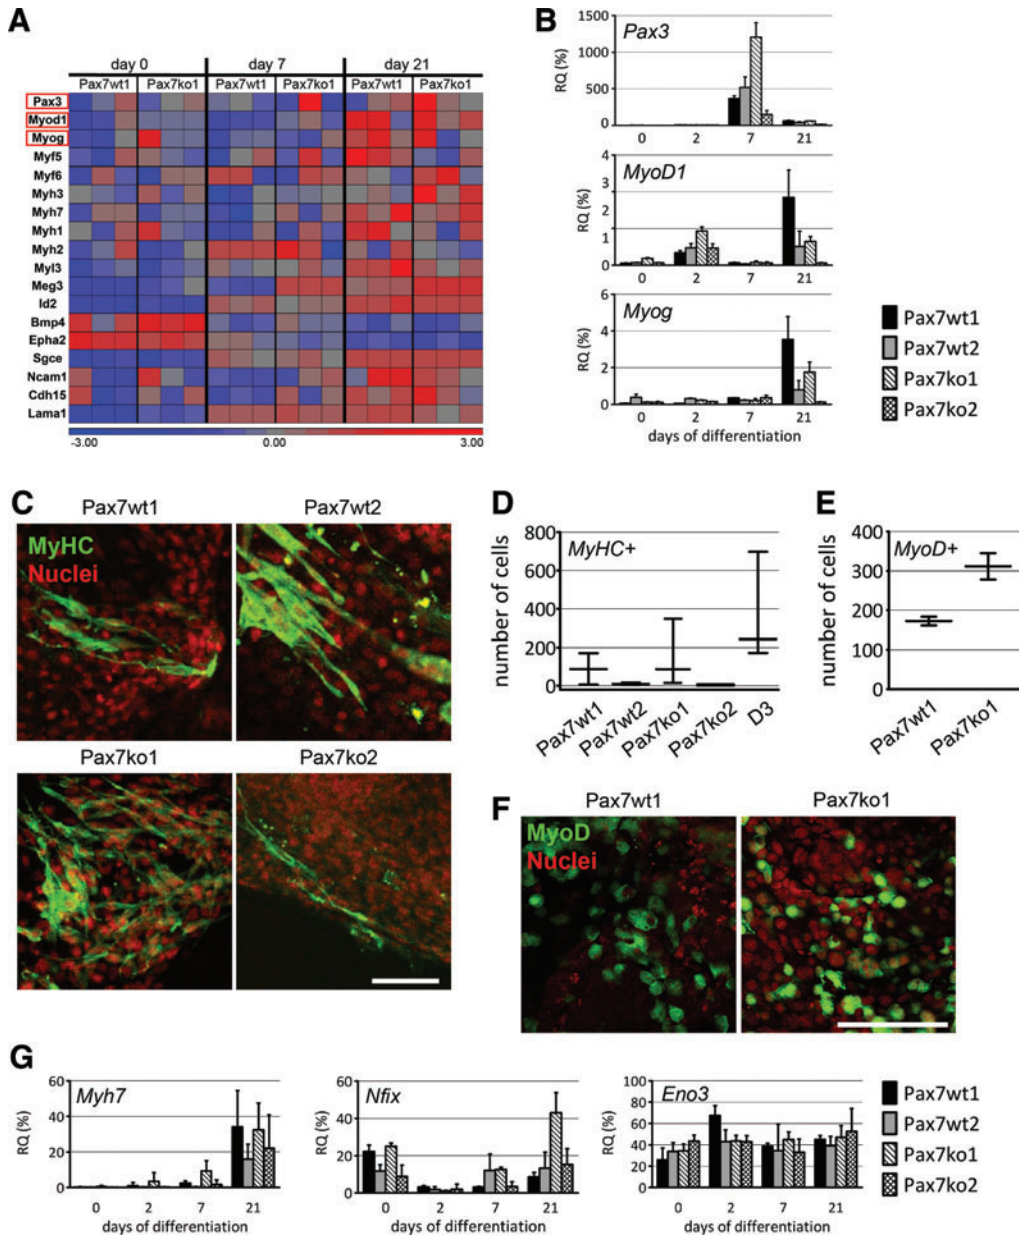 A
day 0 day 7 day 21
Pax7wt1 Pax7ko1 Pax7wt1 Pax7ko1 Pax7wt1 Pax7ko1
Pax3
Myod1
Myog
Myf5
Myf6
Myh3
Myh7
Myh1
Myh2
Myl3
Meg3
Id2
Bmp4
Epha2
Sgce
Ncam1
Cdh15
Lama1
-3.00 0.00 3.00
B
Pax3
RQ (%)
1500
1000
500
0
0 2 7 21
MyoD1
RQ (%)
4
3
2
1
0
0 2 7 21
Myog
RQ (%)
6
4
2
0
0 2 7 21
days of differentiation
Pax7wt1
Pax7wt2
Pax7ko1
Pax7ko2
C
Pax7wt1 Pax7wt2
MyHC
Nuclei
Pax7ko1 Pax7ko2
D
MyHC+
number of cells
800
600
400
200
0
Pax7wt1 Pax7wt2 Pax7ko1 Pax7ko2 D3
E
MyoD+
number of cells
400
300
200
100
0
Pax7wt1 Pax7ko1
F
Pax7wt1 Pax7ko1
MyoD
Nuclei
G
Myh7
RQ (%)
60
40
20
0
0 2 7 21
days of differentiation
Nfix
RQ (%)
60
40
20
0
0 2 7 21
days of differentiation
Eno3
RQ (%)
100
80
60
40
20
0
0 2 7 21
days of differentiation
Pax7wt1
Pax7wt2
Pax7ko1
Pax7ko2